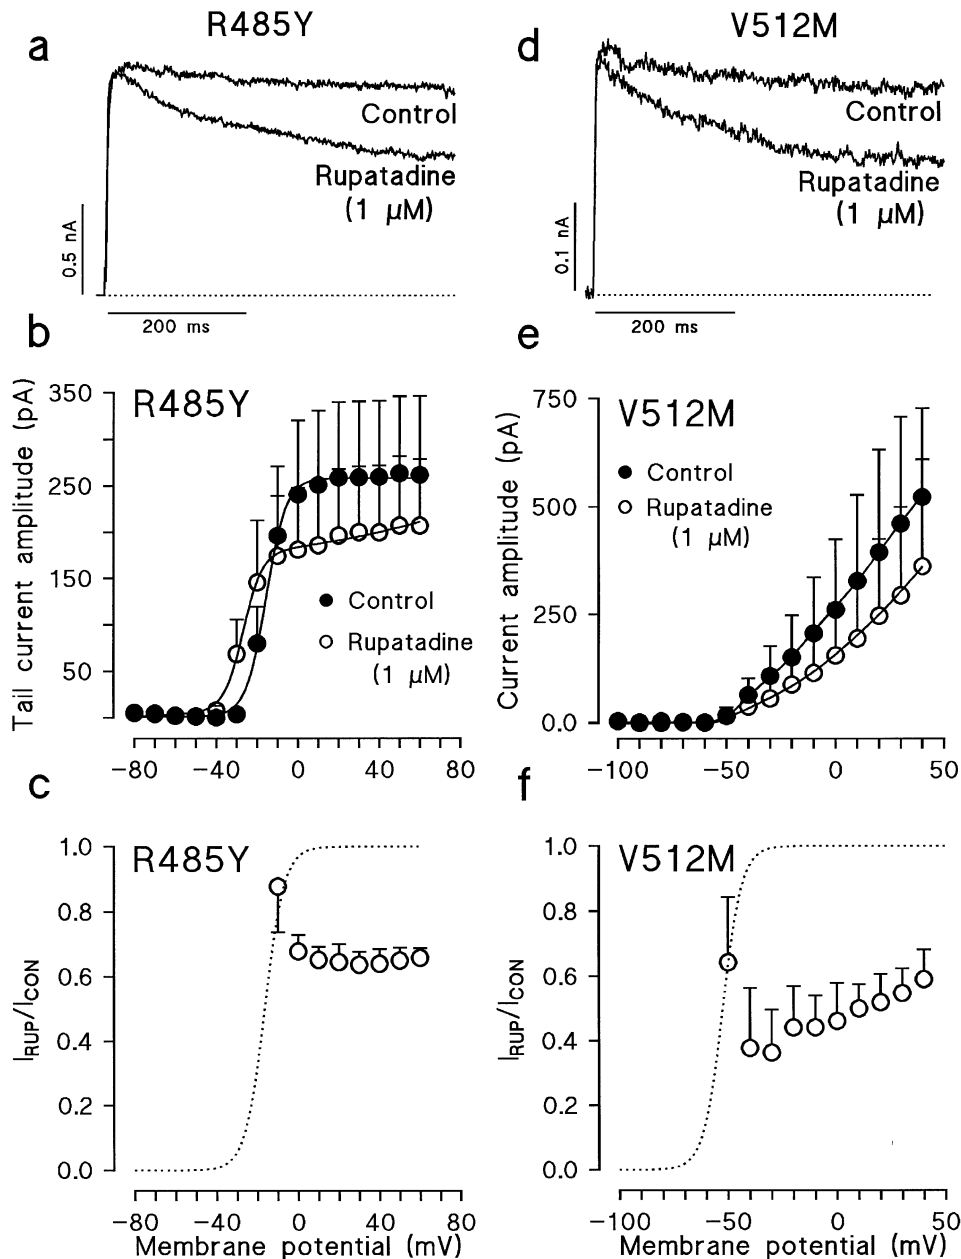 R485Y
a
Control
Rupatadine
(1 µM)
0.5 nA
200 ms
V512M
d
Control
Rupatadine
(1 µM)
0.1 nA
200 ms
b
Tail current amplitude (pA)
350
250
150
50
R485Y
Control
Rupatadine
(1 µM)
−80
−40
0
40
80
e
Current amplitude (pA)
750
500
250
0.0
V512M
Control
Rupatadine
(1 µM)
−100
−50
0
50
c
IRUP/ICON
1.0
0.8
0.6
0.4
0.2
0.0
R485Y
−80
−40
0
40
80
Membrane potential (mV)
f
IRUP/ICON
1.0
0.8
0.6
0.4
0.2
0.0
V512M
−100
−50
0
50
Membrane potential (mV)